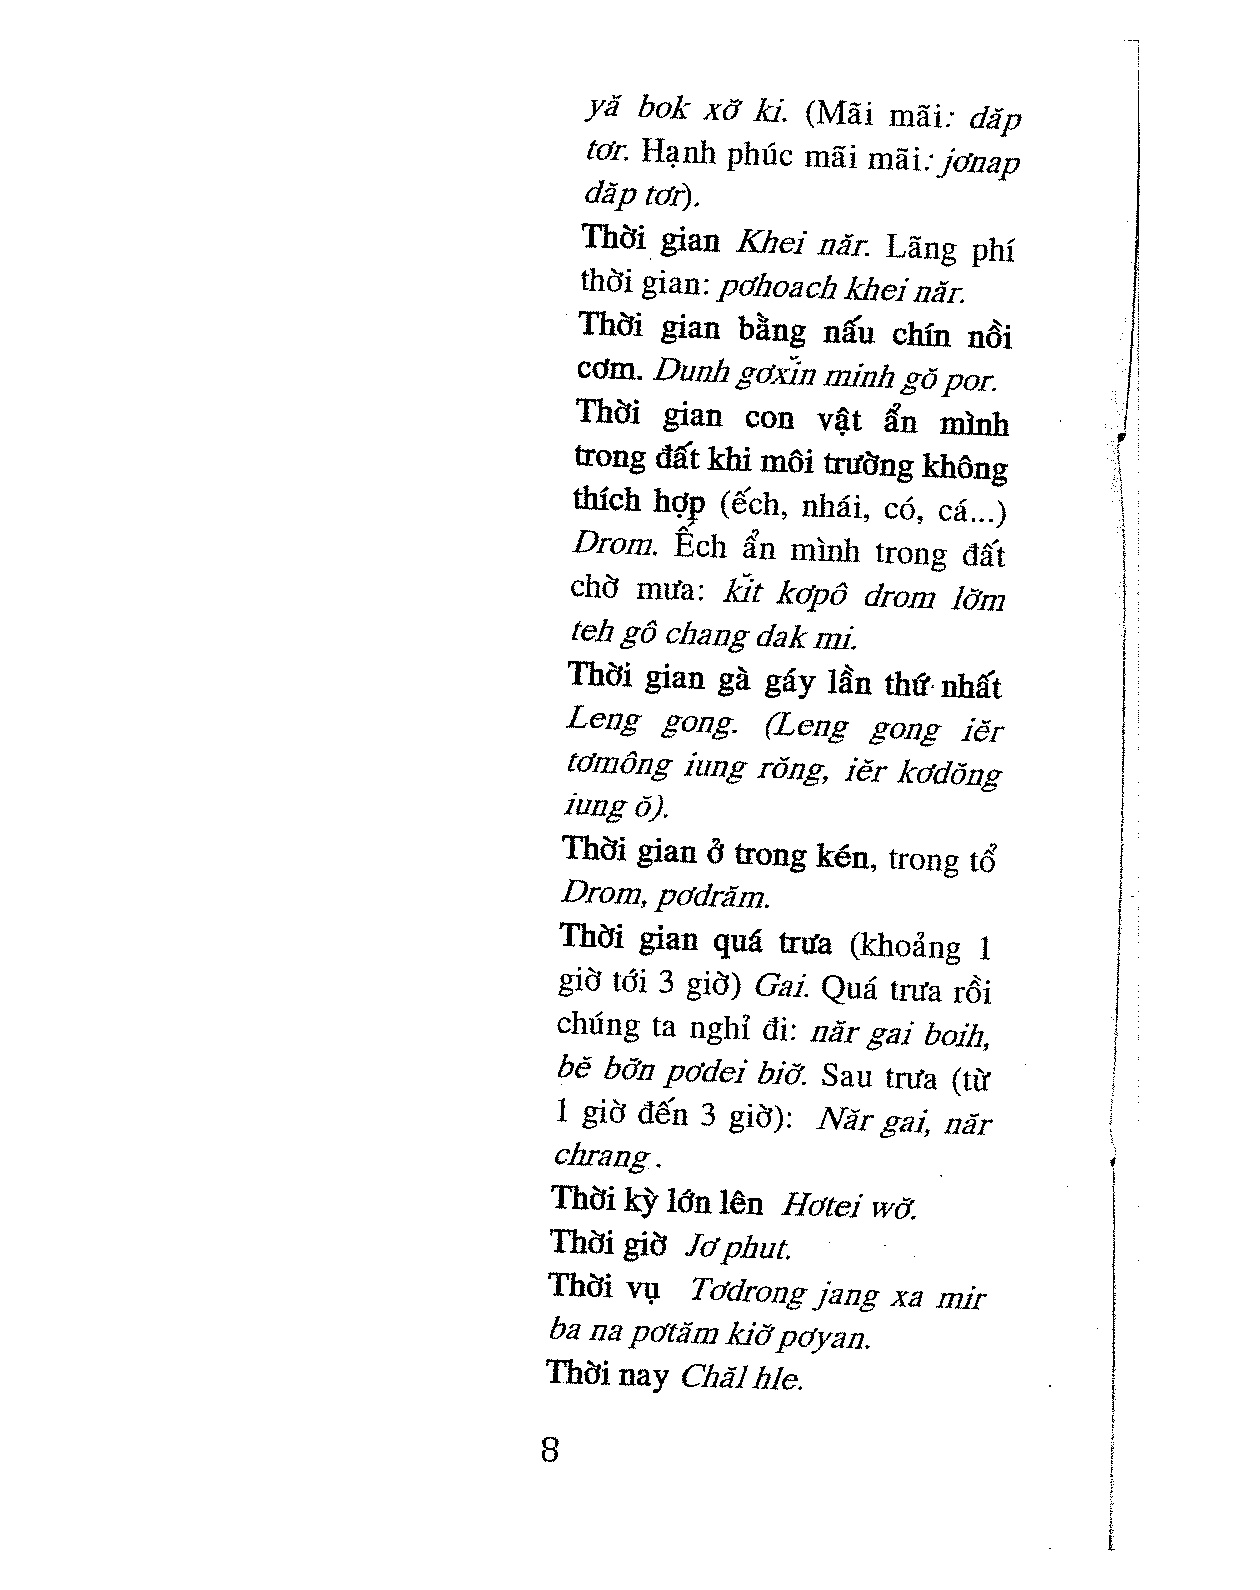 yă bok xơ̆ ki. (Mãi mãi: dăp
tơr. Hạnh phúc mãi mãi: jơnap
dăp tơr).
Thời gian Khei năr. Lãng phí
thời gian: pơhoach khei năr.
Thời gian bằng nấu chín nồi
cơm. Dunh gơxĭn minh gŏ por.
Thời gian con vật ẩn mình
trong đất khi môi trường không
thích hợp (ếch, nhái, có, cá...)
Drom. Ếch ẩn mình trong đất
chờ mưa: kĭt kơpô drom lơ̆m
teh gô chang dak mi.
Thời gian gà gáy lần thứ nhất
Leng gong. (Leng gong iĕr
tơmông iung rŏng, iĕr kơdŏng
iung ŏ).
Thời gian ở trong kén, trong tổ
Drom, pơdrăm.
Thời gian quá trưa (khoảng 1
giờ tới 3 giờ) Gai. Quá trưa rồi
chúng ta nghỉ đi: năr gai boih,
bĕ bơ̆n pơdei biơ̆. Sau trưa (từ
1 giờ đến 3 giờ): Năr gai, năr
chrang.
Thời kỳ lớn lên Hơtei wơ̆.
Thời giờ Jơ phut.
Thời vụ Tơdrong jang xa mir
ba na pơtăm kiơ̆ pơyan.
Thời nay Chăl hle.
8